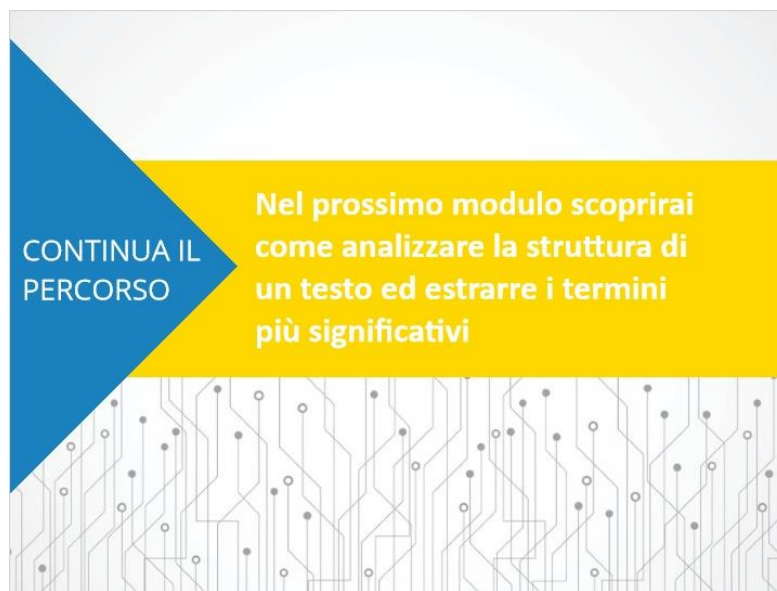 CONTINUA IL
PERCORSO
Nel prossimo modulo scoprirai
come analizzare la struttura di
un testo ed estrarre i termini
più significativi